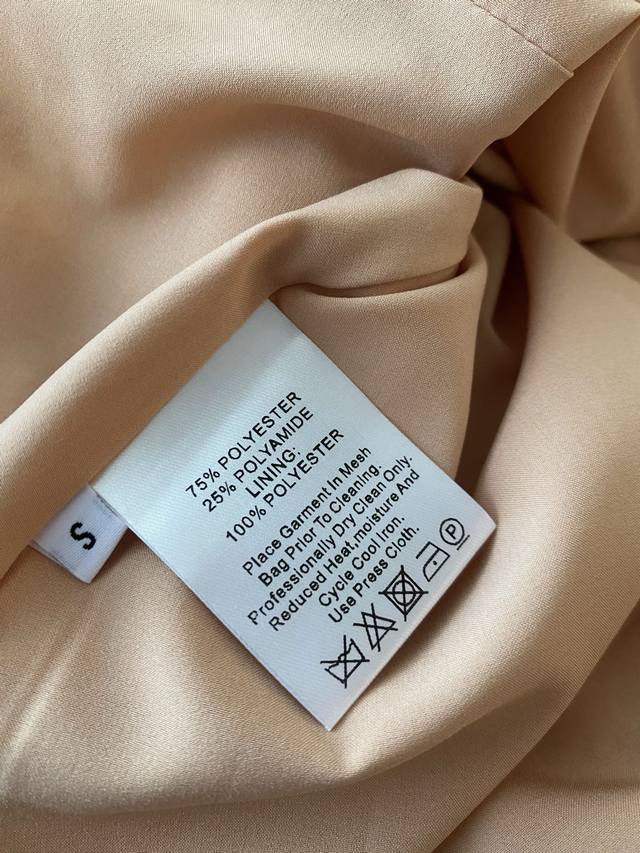 75% POLYESTER
25% POLYAMIDE
LINING:
100% POLYESTER
Place Garment In Mesh
Bag Prior To Cleaning.
Professionally Dry Clean Only.
Reduced Heat,moisture And
Cycle Cool Iron.
Use Press Cloth.
P
S